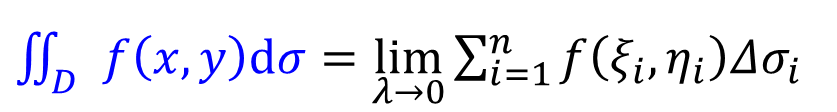 ∬_D f(x,y)dσ = lim_{λ→0} ∑_{i=1}^{n} f(ξ_i,η_i)Δσ_i